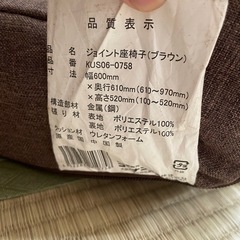 品質表示
品名 ジョイント座椅子(ブラウン)
品番 KUS06-0758
寸法 幅600mm
×奥行610mm(610~970mm)
×高さ520mm(110~520mm)
構造部材 金属(鋼)
張り材 表地 ポリエステル100%
裏地 ポリエステル100%
クッション材 ウレタンフォーム
原産国 中国製